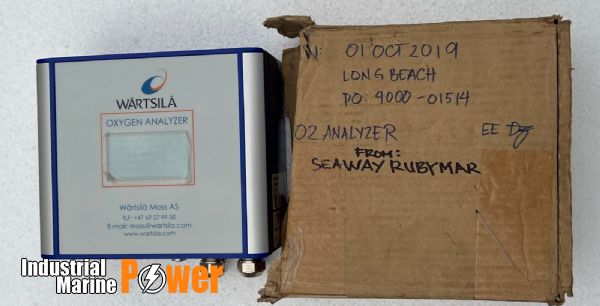 WÄRTSILÄ
OXYGEN ANALYZER
Wärtsilä Moss AS
TLF: +47 69 27 99 00
E-mail: moss@wartsila.com
www.wartsila.com
01 OCT 2019
LONG BEACH
PO: 4000-01514
O2 ANALYZER EE
FROM:
SEAWAY RUBYMAR
Industrial
Marine Power